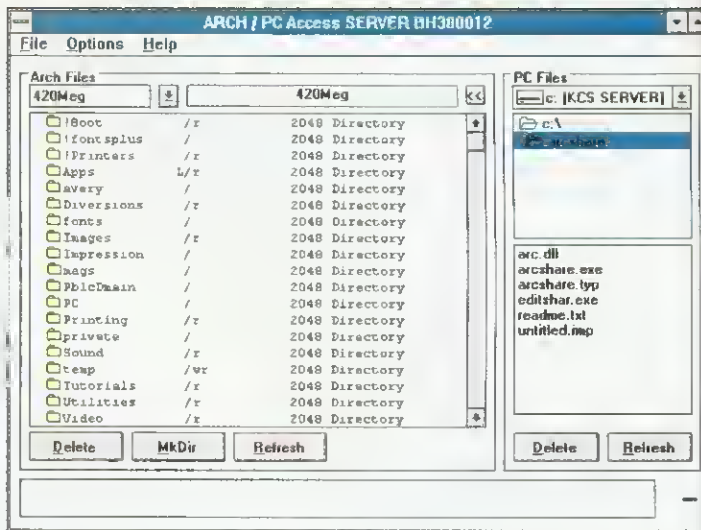 ARCH / PC Access SERVER BH380012
File Options Help
Arch Files
420Meg 420Meg <<
!Boot /r 2048 Directory
!fontsplus / 2048 Directory
!Printers /r 2048 Directory
Apps L/r 2048 Directory
avery / 2048 Directory
Diversions /r 2048 Directory
fonts / 2048 Directory
Images /r 2048 Directory
Impression / 2048 Directory
mags / 2048 Directory
PblcDmain / 2048 Directory
PC / 2048 Directory
Printing /r 2048 Directory
private / 2048 Directory
Sound /r 2048 Directory
temp /wr 2048 Directory
Tutorials /r 2048 Directory
Utilities /r 2048 Directory
Video /r 2048 Directory
Delete MkDir Refresh
PC Files
c: [KCS SERVER]
c:\
arcshare
arc.dll
arcshare.exe
arcshare.typ
editshar.exe
readme.txt
untitled.imp
Delete Refresh